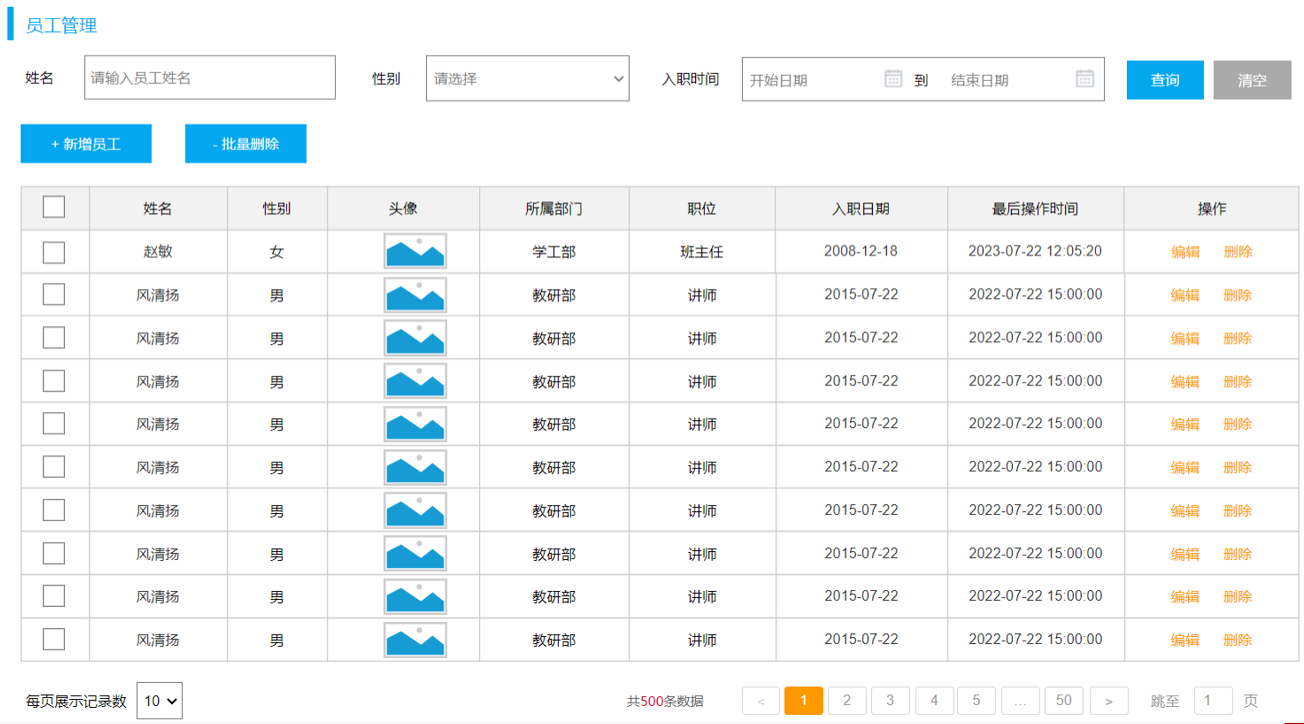 员工管理
姓名 请输入员工姓名 性别 请选择 入职时间 开始日期 到 结束日期 查询 清空
+ 新增员工 - 批量删除
姓名 性别 头像 所属部门 职位 入职日期 最后操作时间 操作
赵敏 女 学工部 班主任 2008-12-18 2023-07-22 12:05:20 编辑 删除
风清扬 男 教研部 讲师 2015-07-22 2022-07-22 15:00:00 编辑 删除
风清扬 男 教研部 讲师 2015-07-22 2022-07-22 15:00:00 编辑 删除
风清扬 男 教研部 讲师 2015-07-22 2022-07-22 15:00:00 编辑 删除
风清扬 男 教研部 讲师 2015-07-22 2022-07-22 15:00:00 编辑 删除
风清扬 男 教研部 讲师 2015-07-22 2022-07-22 15:00:00 编辑 删除
风清扬 男 教研部 讲师 2015-07-22 2022-07-22 15:00:00 编辑 删除
风清扬 男 教研部 讲师 2015-07-22 2022-07-22 15:00:00 编辑 删除
风清扬 男 教研部 讲师 2015-07-22 2022-07-22 15:00:00 编辑 删除
风清扬 男 教研部 讲师 2015-07-22 2022-07-22 15:00:00 编辑 删除
每页展示记录数 10 共500条数据 < 1 2 3 4 5 ... 50 > 跳至 1 页